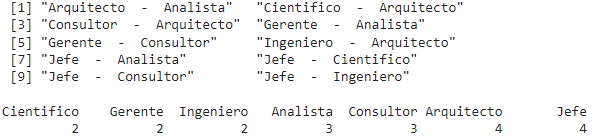 [1] "Arquitecto  -  Analista"   "Cientifico  -  Arquitecto"
[3] "Consultor  -  Arquitecto"  "Gerente  -  Analista"
[5] "Gerente  -  Consultor"     "Ingeniero  -  Arquitecto"
[7] "Jefe  -  Analista"         "Jefe  -  Cientifico"
[9] "Jefe  -  Consultor"        "Jefe  -  Ingeniero"
Cientifico    Gerente  Ingeniero   Analista  Consultor Arquitecto       Jefe
2          2          2          3          3          4          4